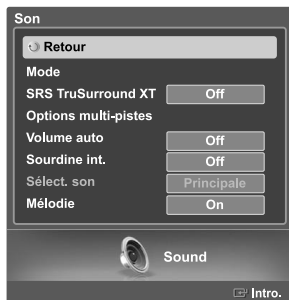 Son
Retour
Mode
SRS TruSurround XT Off
Options multi-pistes
Volume auto Off
Sourdine int. Off
Sélect. son Principale
Mélodie On
Sound
Intro.